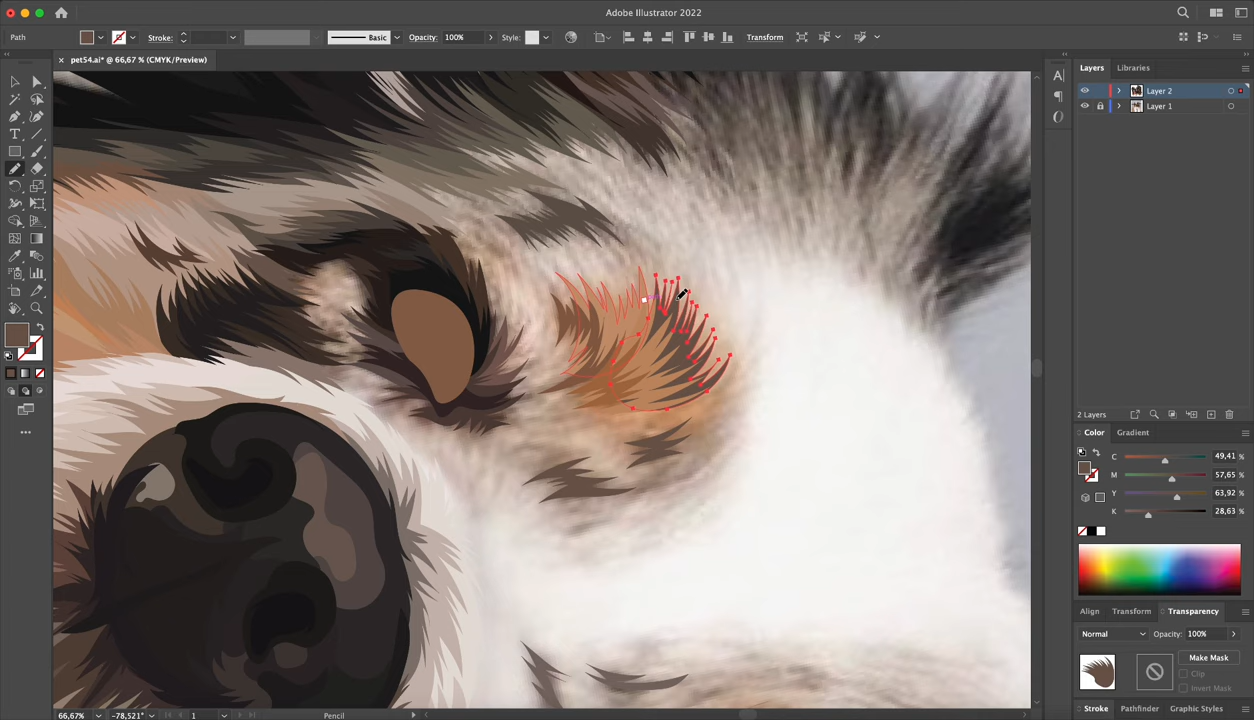 Adobe Illustrator 2022
Path
Stroke:
Basic
Opacity: 100%
Style:
Transform
pet54.ai* @ 66,67 % (CMYK/Preview)
Layers
Libraries
Layer 2
Layer 1
2 Layers
Color
Gradient
C 49,41 %
M 57,65 %
Y 63,92 %
K 28,63 %
Align
Transform
Transparency
Normal
Opacity: 100%
Make Mask
Clip
Invert Mask
Stroke
Pathfinder
Graphic Styles
66,67%
-78,521°
1
Pencil